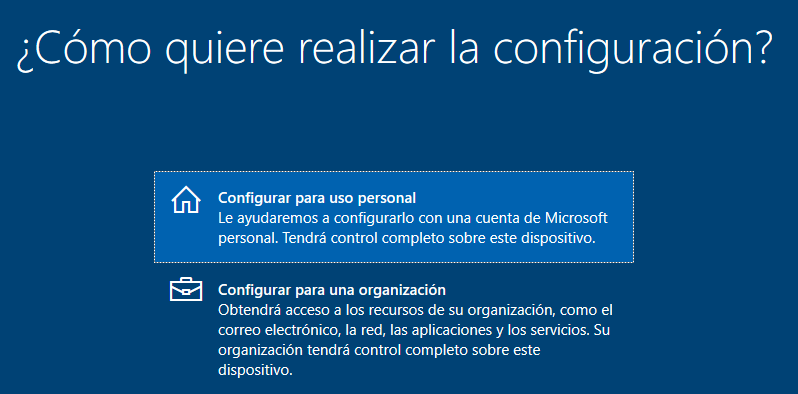 ¿Cómo quiere realizar la configuración?
Configurar para uso personal
Le ayudaremos a configurarlo con una cuenta de Microsoft
personal. Tendrá control completo sobre este dispositivo.
Configurar para una organización
Obtendrá acceso a los recursos de su organización, como el
correo electrónico, la red, las aplicaciones y los servicios. Su
organización tendrá control completo sobre este
dispositivo.